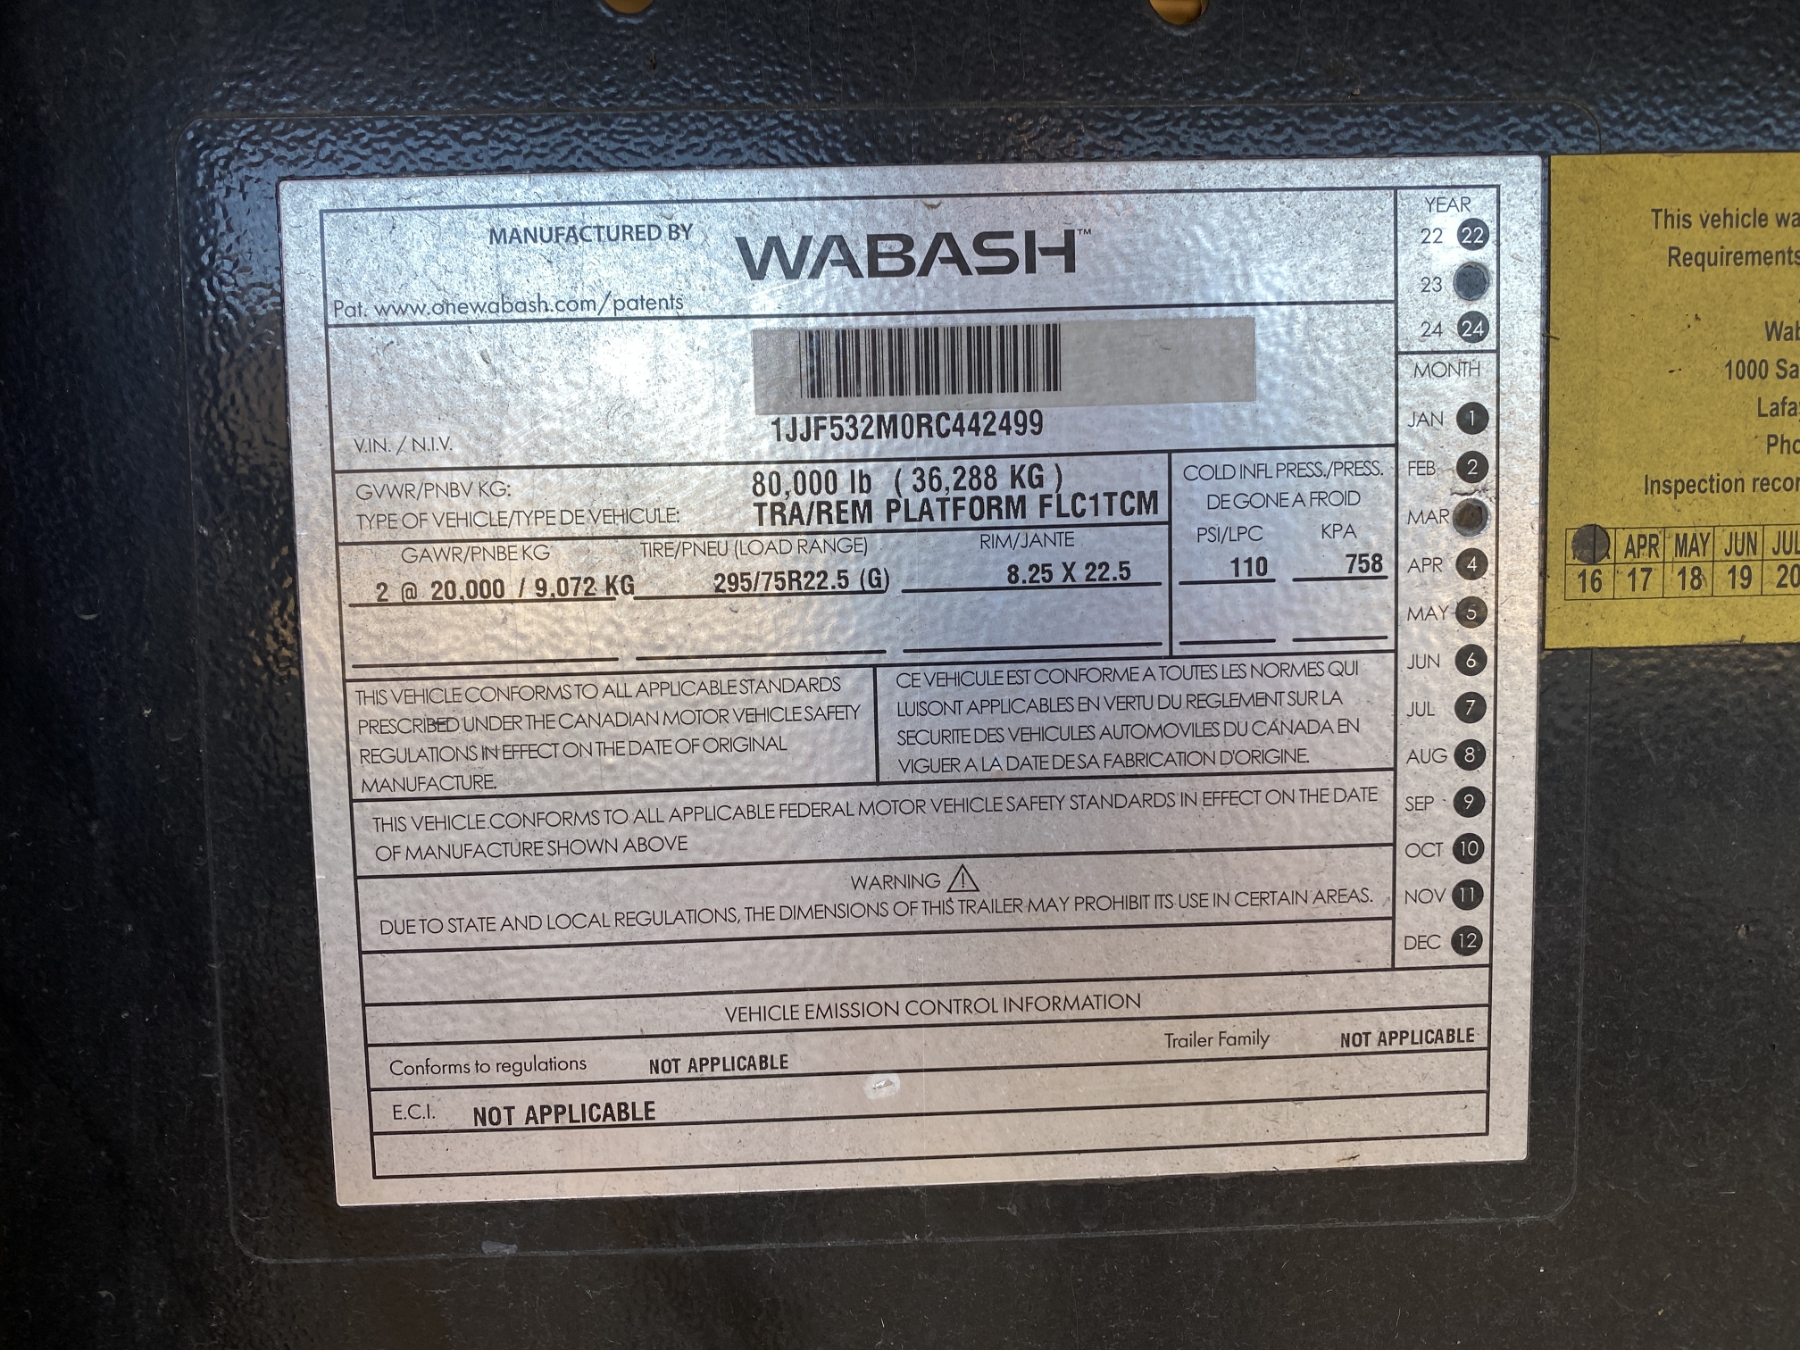 MANUFACTURED BY WABASH™
Pat. www.onewabash.com/patents
V.IN. / N.I.V. 1JJF532M0RC442499
GVWR/PNBV KG: 80,000 lb ( 36,288 KG )
TYPE OF VEHICLE/TYPE DE VEHICULE: TRA/REM PLATFORM FLC1TCM
COLD INFL PRESS./PRESS.
DE GONE A FROID
GAWR/PNBE KG TIRE/PNEU (LOAD RANGE) RIM/JANTE PSI/LPC KPA
2 @ 20,000 / 9,072 KG 295/75R22.5 (G) 8.25 X 22.5 110 758
THIS VEHICLE CONFORMS TO ALL APPLICABLE STANDARDS
PRESCRIBED UNDER THE CANADIAN MOTOR VEHICLE SAFETY
REGULATIONS IN EFFECT ON THE DATE OF ORIGINAL
MANUFACTURE.
CE VEHICULE EST CONFORME A TOUTES LES NORMES QUI
LUISONT APPLICABLES EN VERTU DU REGLEMENT SUR LA
SECURITE DES VEHICULES AUTOMOVILES DU CANADA EN
VIGUER A LA DATE DE SA FABRICATION D'ORIGINE.
THIS VEHICLE CONFORMS TO ALL APPLICABLE FEDERAL MOTOR VEHICLE SAFETY STANDARDS IN EFFECT ON THE DATE
OF MANUFACTURE SHOWN ABOVE
WARNING
DUE TO STATE AND LOCAL REGULATIONS, THE DIMENSIONS OF THIS TRAILER MAY PROHIBIT ITS USE IN CERTAIN AREAS.
VEHICLE EMISSION CONTROL INFORMATION
Conforms to regulations NOT APPLICABLE Trailer Family NOT APPLICABLE
E.C.I. NOT APPLICABLE
YEAR
22 22
23
24 24
MONTH
JAN 1
FEB 2
MAR
APR 4
MAY 5
JUN 6
JUL 7
AUG 8
SEP 9
OCT 10
NOV 11
DEC 12
This vehicle
Requirements
1000
Inspection
APR MAY JUN JUL
16 17 18 19 20